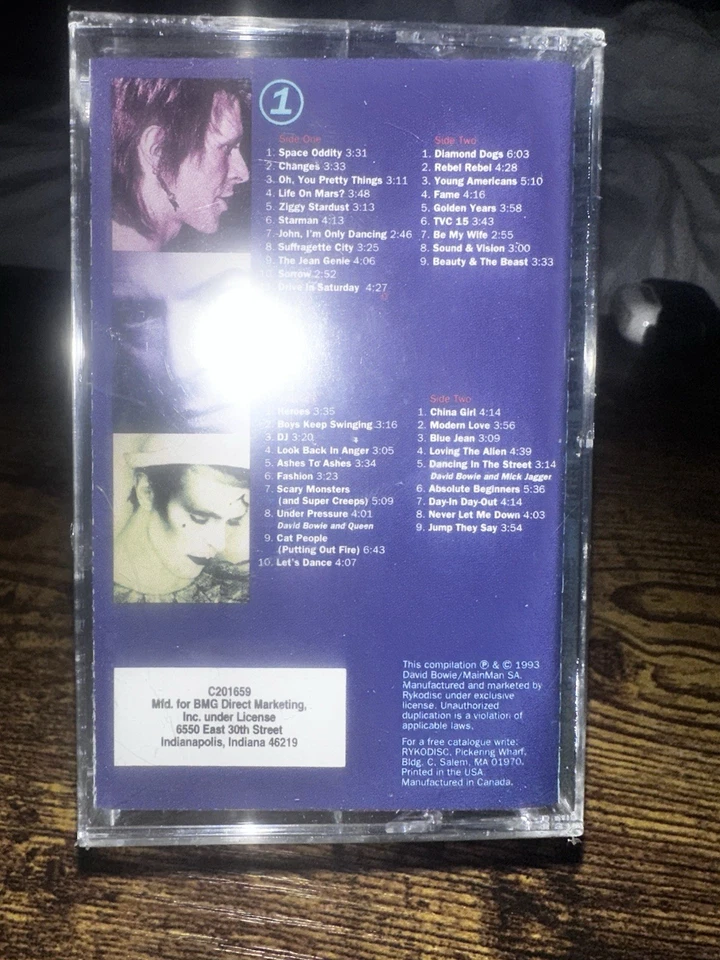 1
Side One
1. Space Oddity 3:31
2. Changes 3:33
3. Oh, You Pretty Things 3:11
4. Life On Mars? 3:48
5. Ziggy Stardust 3:13
6. Starman 4:13
7. John, I'm Only Dancing 2:46
8. Suffragette City 3:25
9. The Jean Genie 4:06
10. Sorrow 2:52
Drive In Saturday 4:27
Side Two
1. Diamond Dogs 6:03
2. Rebel Rebel 4:28
3. Young Americans 5:10
4. Fame 4:16
5. Golden Years 3:58
6. TVC 15 3:43
7. Be My Wife 2:55
8. Sound & Vision 3:00
9. Beauty & The Beast 3:33
Heroes 3:35
2. Boys Keep Swinging 3:16
3. DJ 3:20
4. Look Back In Anger 3:05
5. Ashes To Ashes 3:34
6. Fashion 3:23
7. Scary Monsters
(and Super Creeps) 5:09
8. Under Pressure 4:01
David Bowie and Queen
9. Cat People
(Putting Out Fire) 6:43
10. Let's Dance 4:07
Side Two
1. China Girl 4:14
2. Modern Love 3:56
3. Blue Jean 3:09
4. Loving The Alien 4:39
5. Dancing In The Street 3:14
David Bowie and Mick Jagger
6. Absolute Beginners 5:36
7. Day-In Day-Out 4:14
8. Never Let Me Down 4:03
9. Jump They Say 3:54
C201659
Mfd. for BMG Direct Marketing,
Inc. under License
6550 East 30th Street
Indianapolis, Indiana 46219
This compilation ℗ & © 1993
David Bowie/MainMan SA.
Manufactured and marketed by
Rykodisc under exclusive
license. Unauthorized
duplication is a violation of
applicable laws.
For a free catalogue write:
RYKODISC, Pickering Wharf,
Bldg. C, Salem, MA 01970.
Printed in the USA.
Manufactured in Canada.